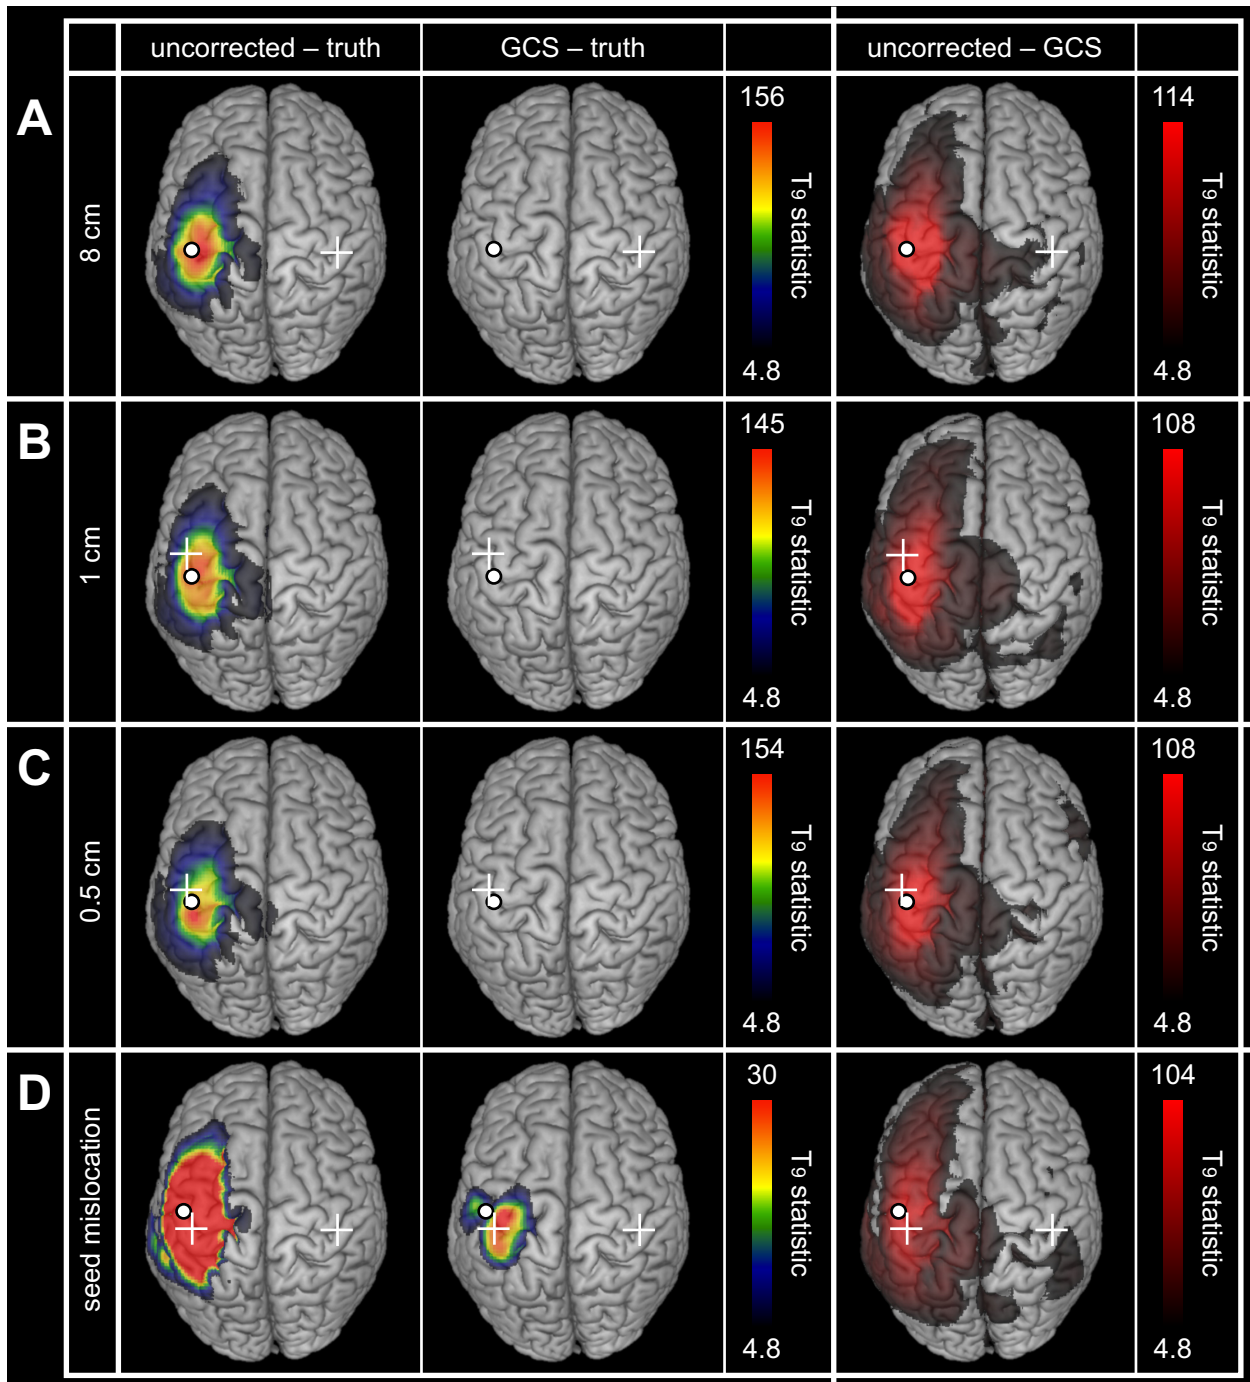 uncorrected – truth
GCS – truth
uncorrected – GCS
A
8 cm
156
T9 statistic
4.8
114
T9 statistic
4.8
B
1 cm
145
T9 statistic
4.8
108
T9 statistic
4.8
C
0.5 cm
154
T9 statistic
4.8
108
T9 statistic
4.8
D
seed mislocation
30
T9 statistic
4.8
104
T9 statistic
4.8